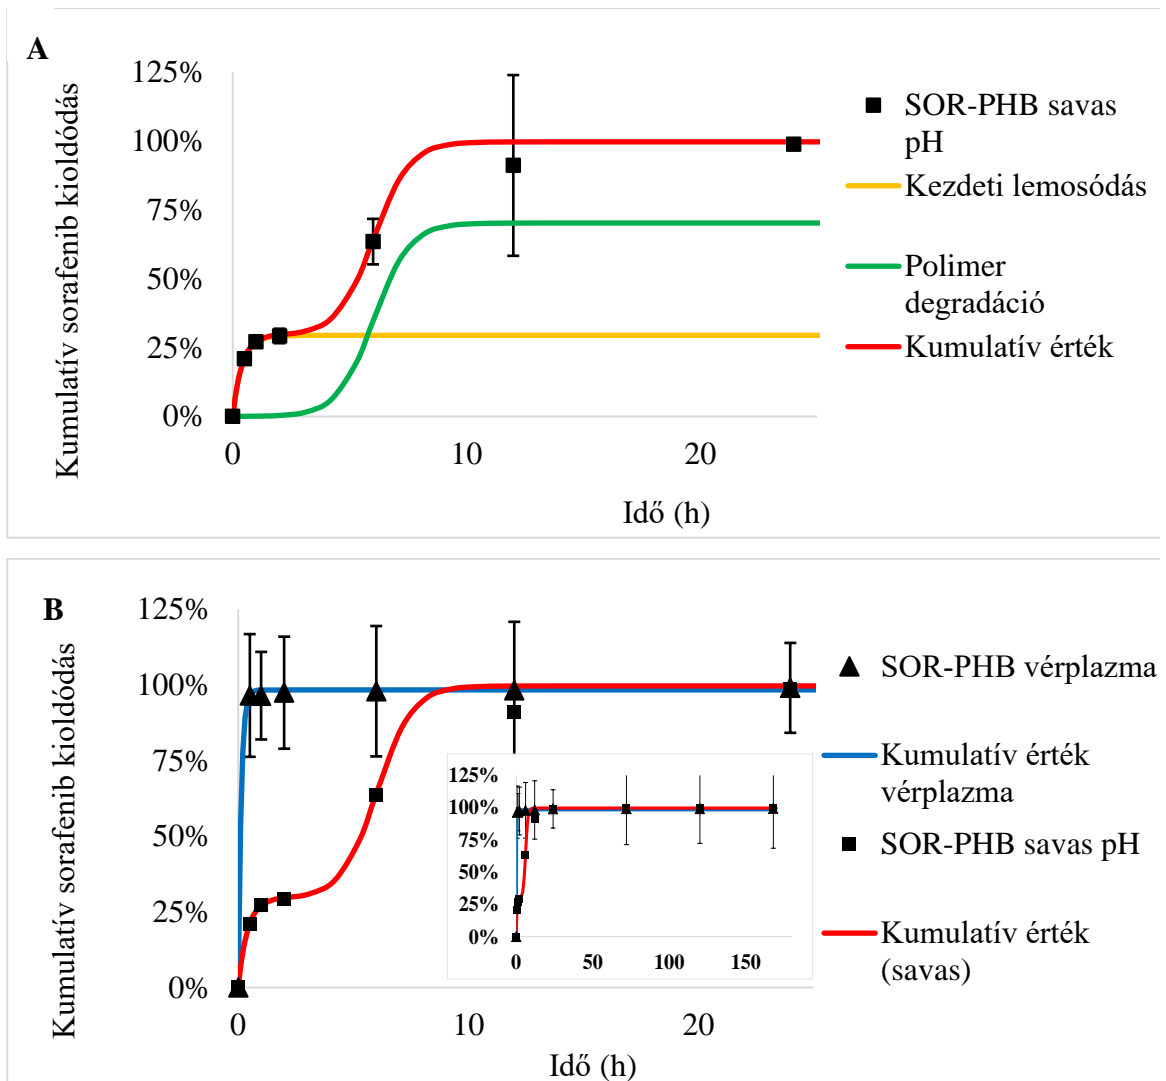 A
Kumulatív sorafenib kioldódás
125%
100%
75%
50%
25%
0%
0
10
20
Idő (h)
SOR-PHB savas
pH
Kezdeti lemosódás
Polimer
degradáció
Kumulatív érték
B
Kumulatív sorafenib kioldódás
125%
100%
75%
50%
25%
0%
0
10
20
Idő (h)
125%
100%
75%
50%
25%
0%
0
50
100
150
SOR-PHB vérplazma
Kumulatív érték
vérplazma
SOR-PHB savas pH
Kumulatív érték
(savas)